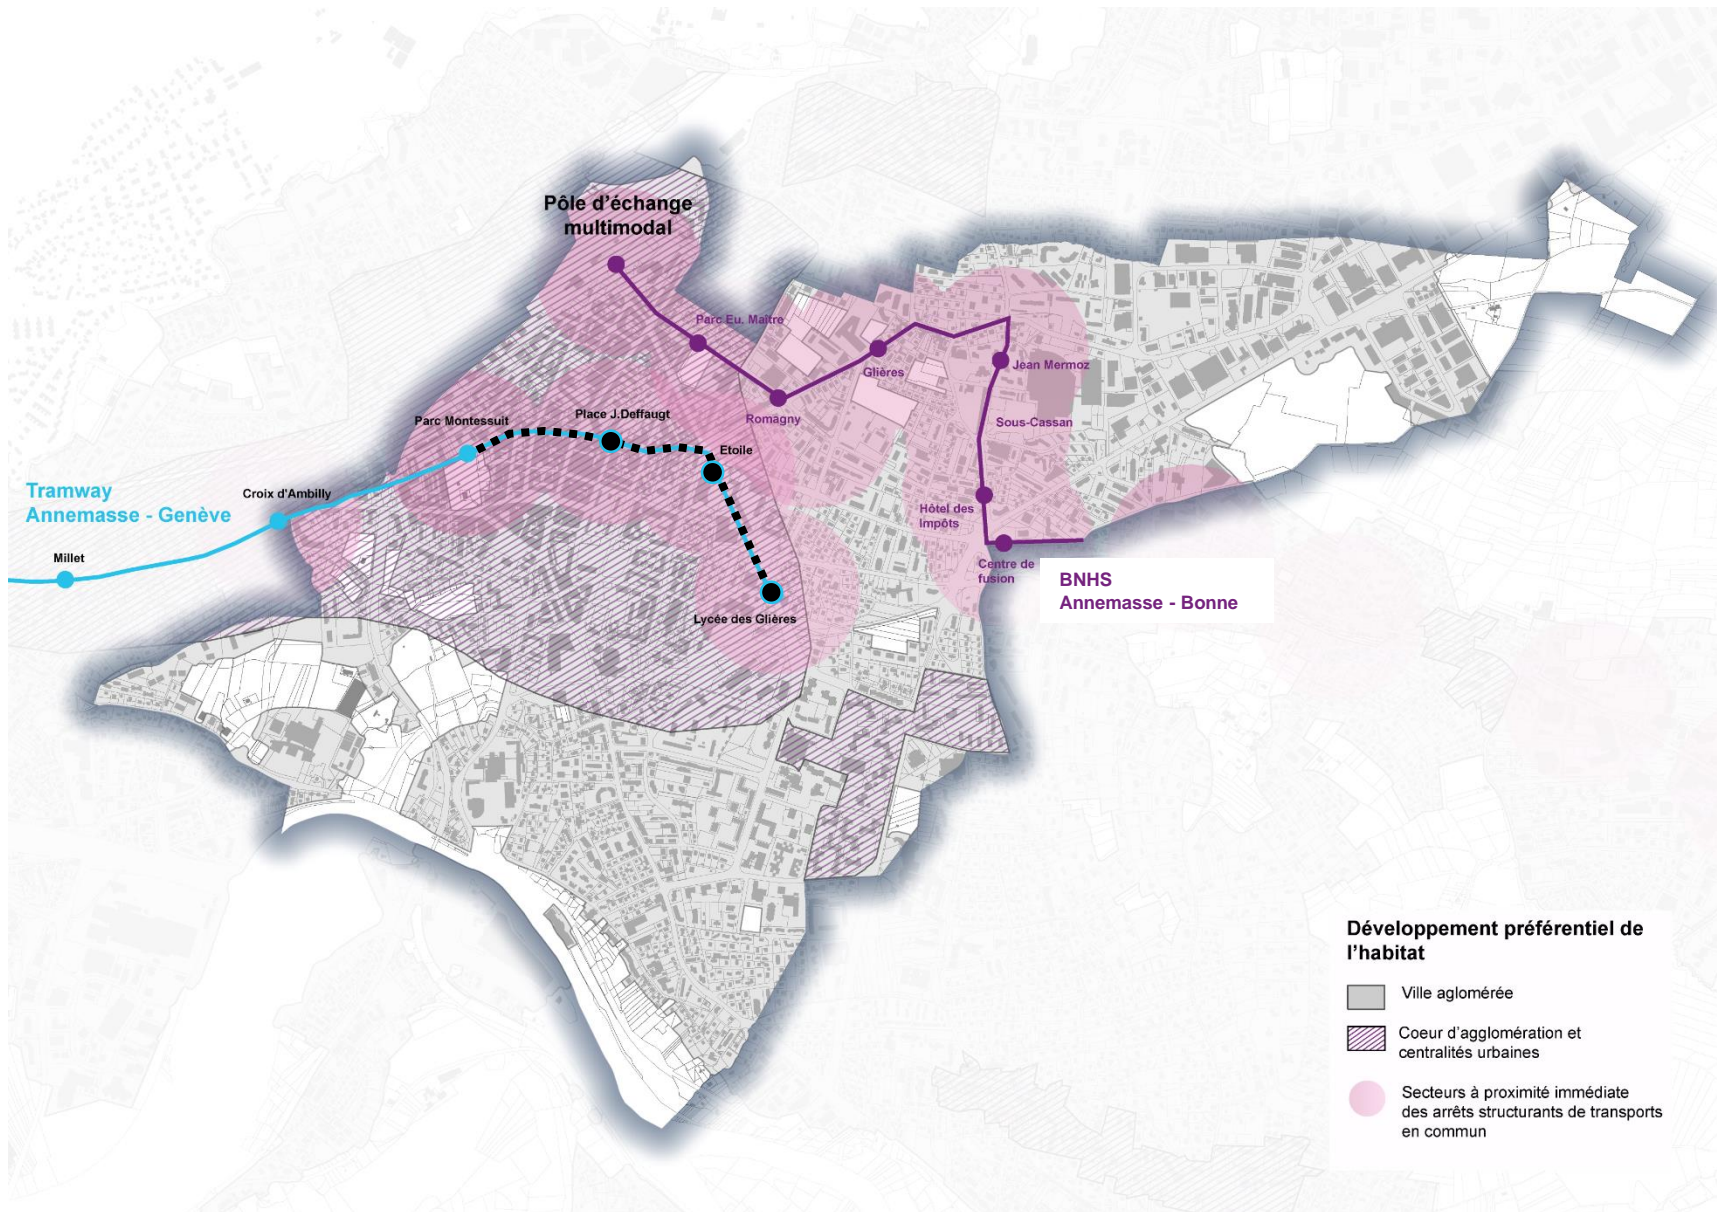 Pôle d'échange
multimodal
Parc Eu. Maître
Glières
Jean Mermoz
Romagny
Sous-Cassan
Parc Montessuit
Place J.Deffaugt
Etoile
Croix d'Ambilly
Tramway
Annemasse - Genève
Millet
Hôtel des
Impôts
Centre de
fusion
BNHS
Annemasse - Bonne
Lycée des Glières
Développement préférentiel de
l'habitat
Ville aglomérée
Coeur d'agglomération et
centralités urbaines
Secteurs à proximité immédiate
des arrêts structurants de transports
en commun